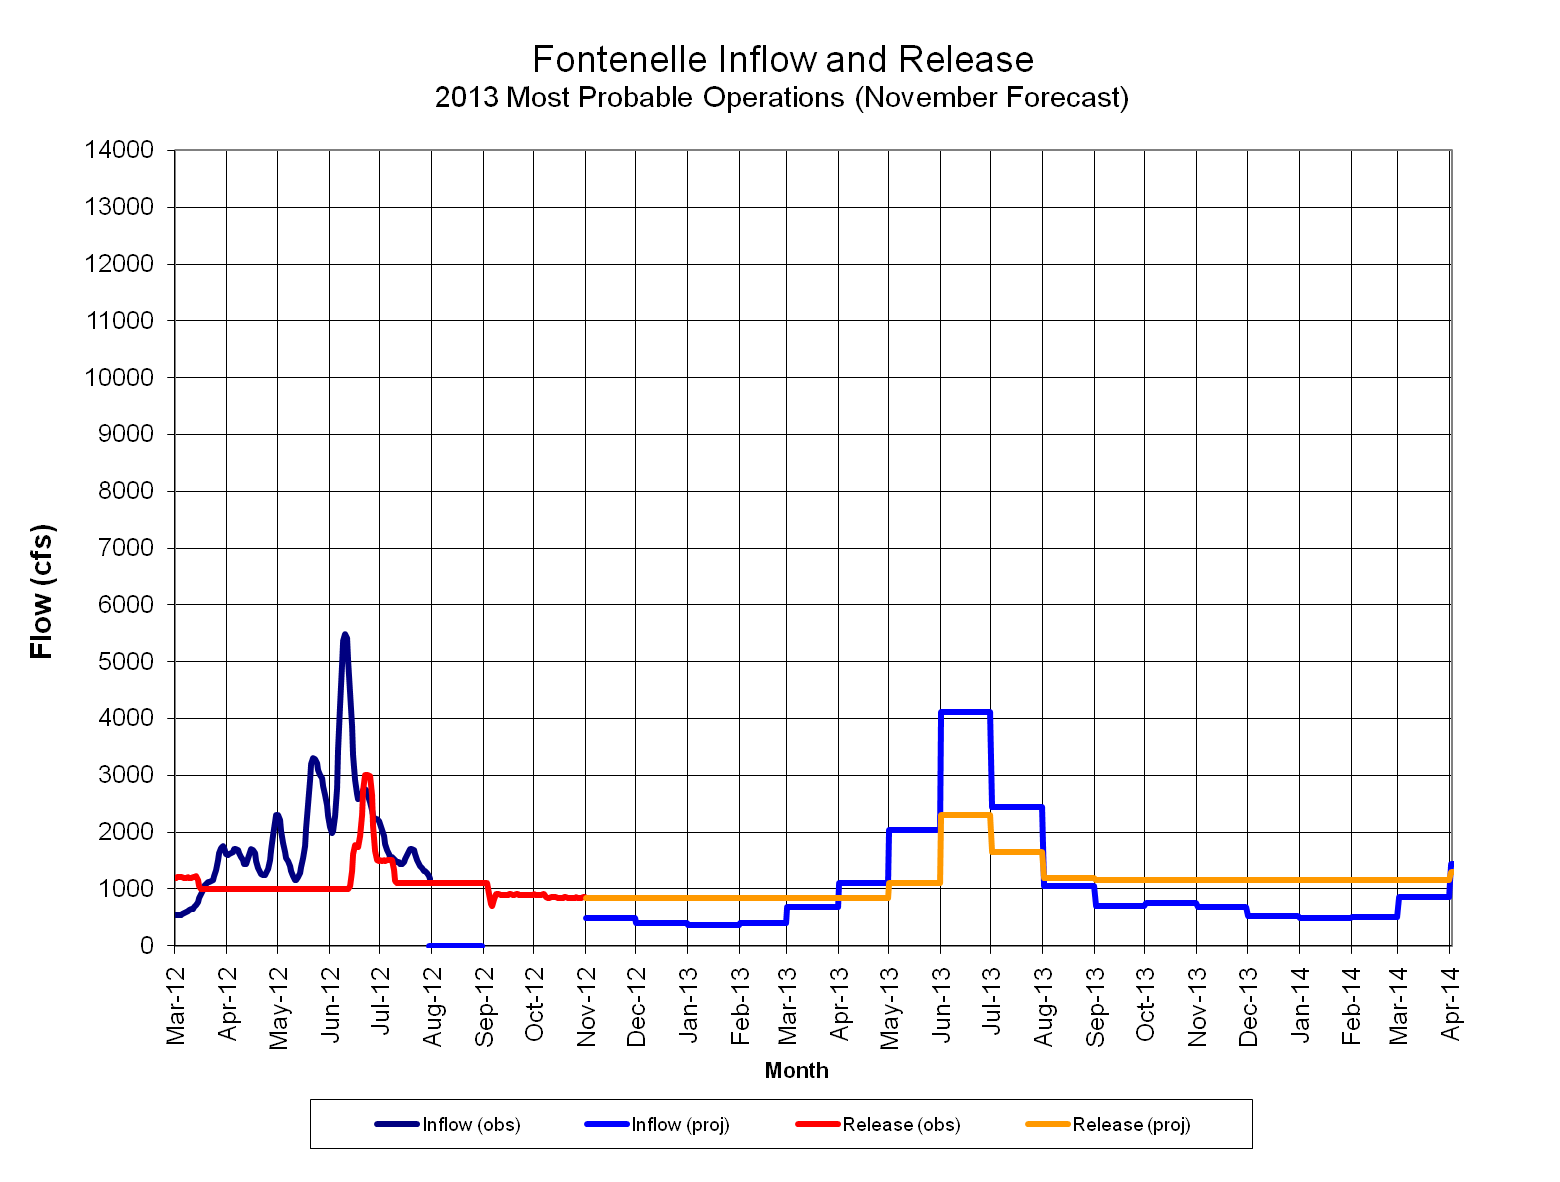 Fontenelle Inflow and Release
2013 Most Probable Operations (November Forecast)
14000
13000
12000
11000
10000
9000
8000
7000
6000
5000
4000
3000
2000
1000
0
Flow (cfs)
Mar-12
Apr-12
May-12
Jun-12
Jul-12
Aug-12
Sep-12
Oct-12
Nov-12
Dec-12
Jan-13
Feb-13
Mar-13
Apr-13
May-13
Jun-13
Jul-13
Aug-13
Sep-13
Oct-13
Nov-13
Dec-13
Jan-14
Feb-14
Mar-14
Apr-14
Month
Inflow (obs) Inflow (proj) Release (obs) Release (proj)